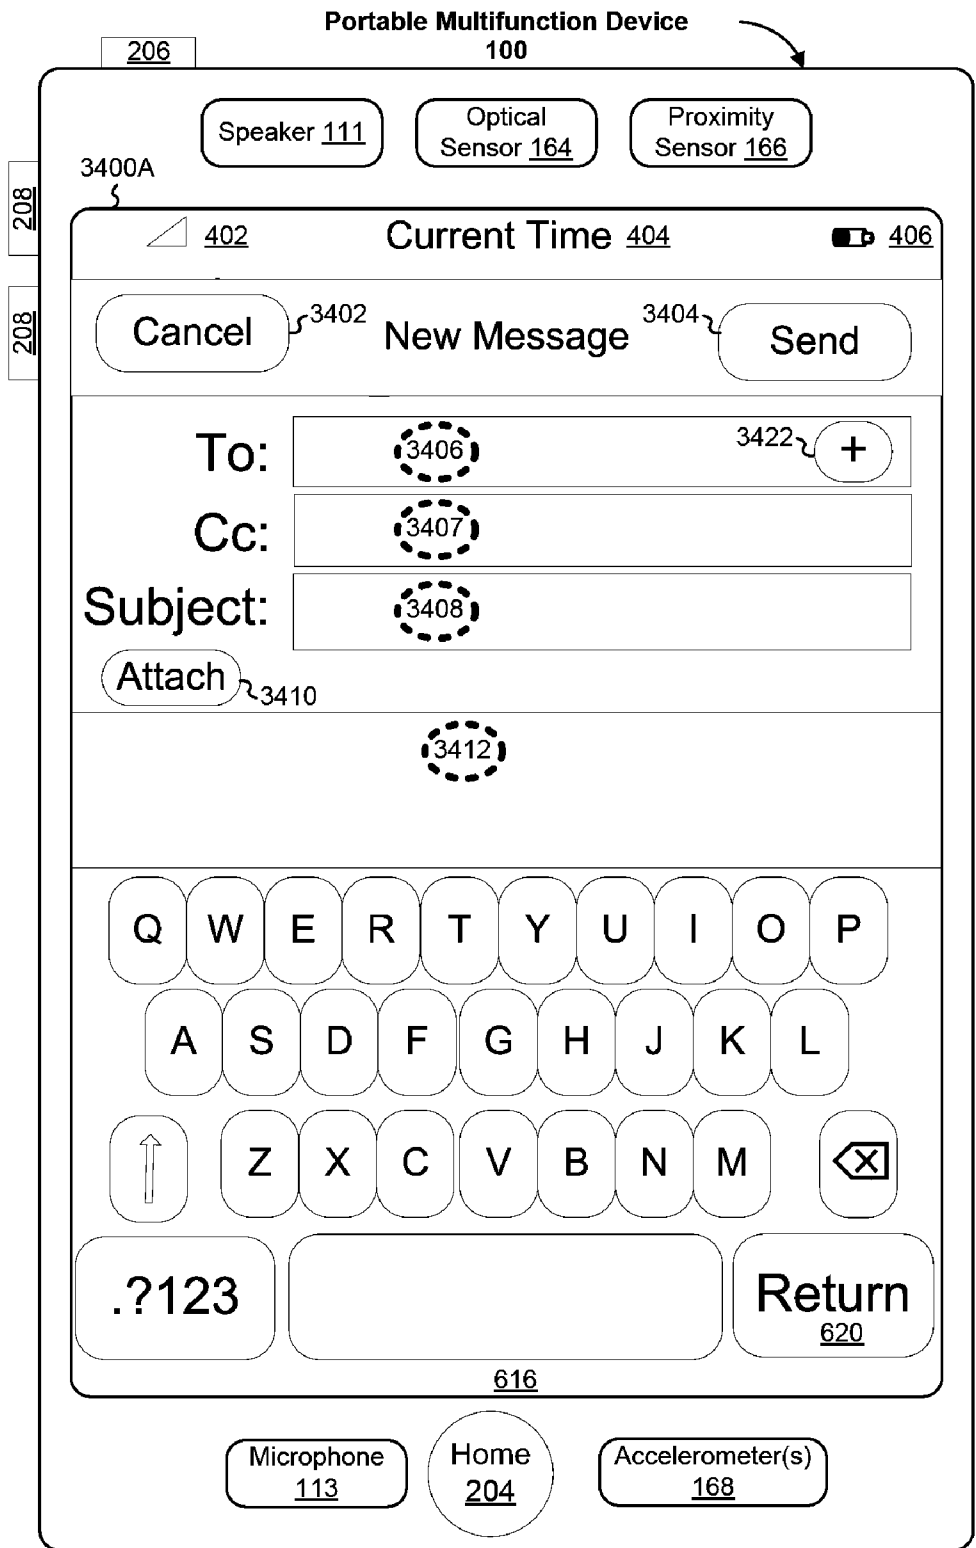 Portable Multifunction Device
100
206
Speaker 111
Optical
Sensor 164
Proximity
Sensor 166
3400A
208
208
402
Current Time 404
406
Cancel
3402
New Message
3404
Send
To:
3406
3422
+
Cc:
3407
Subject:
3408
Attach
3410
3412
Q W E R T Y U I O P
A S D F G H J K L
Z X C V B N M
.?123
Return
620
616
Microphone
113
Home
204
Accelerometer(s)
168